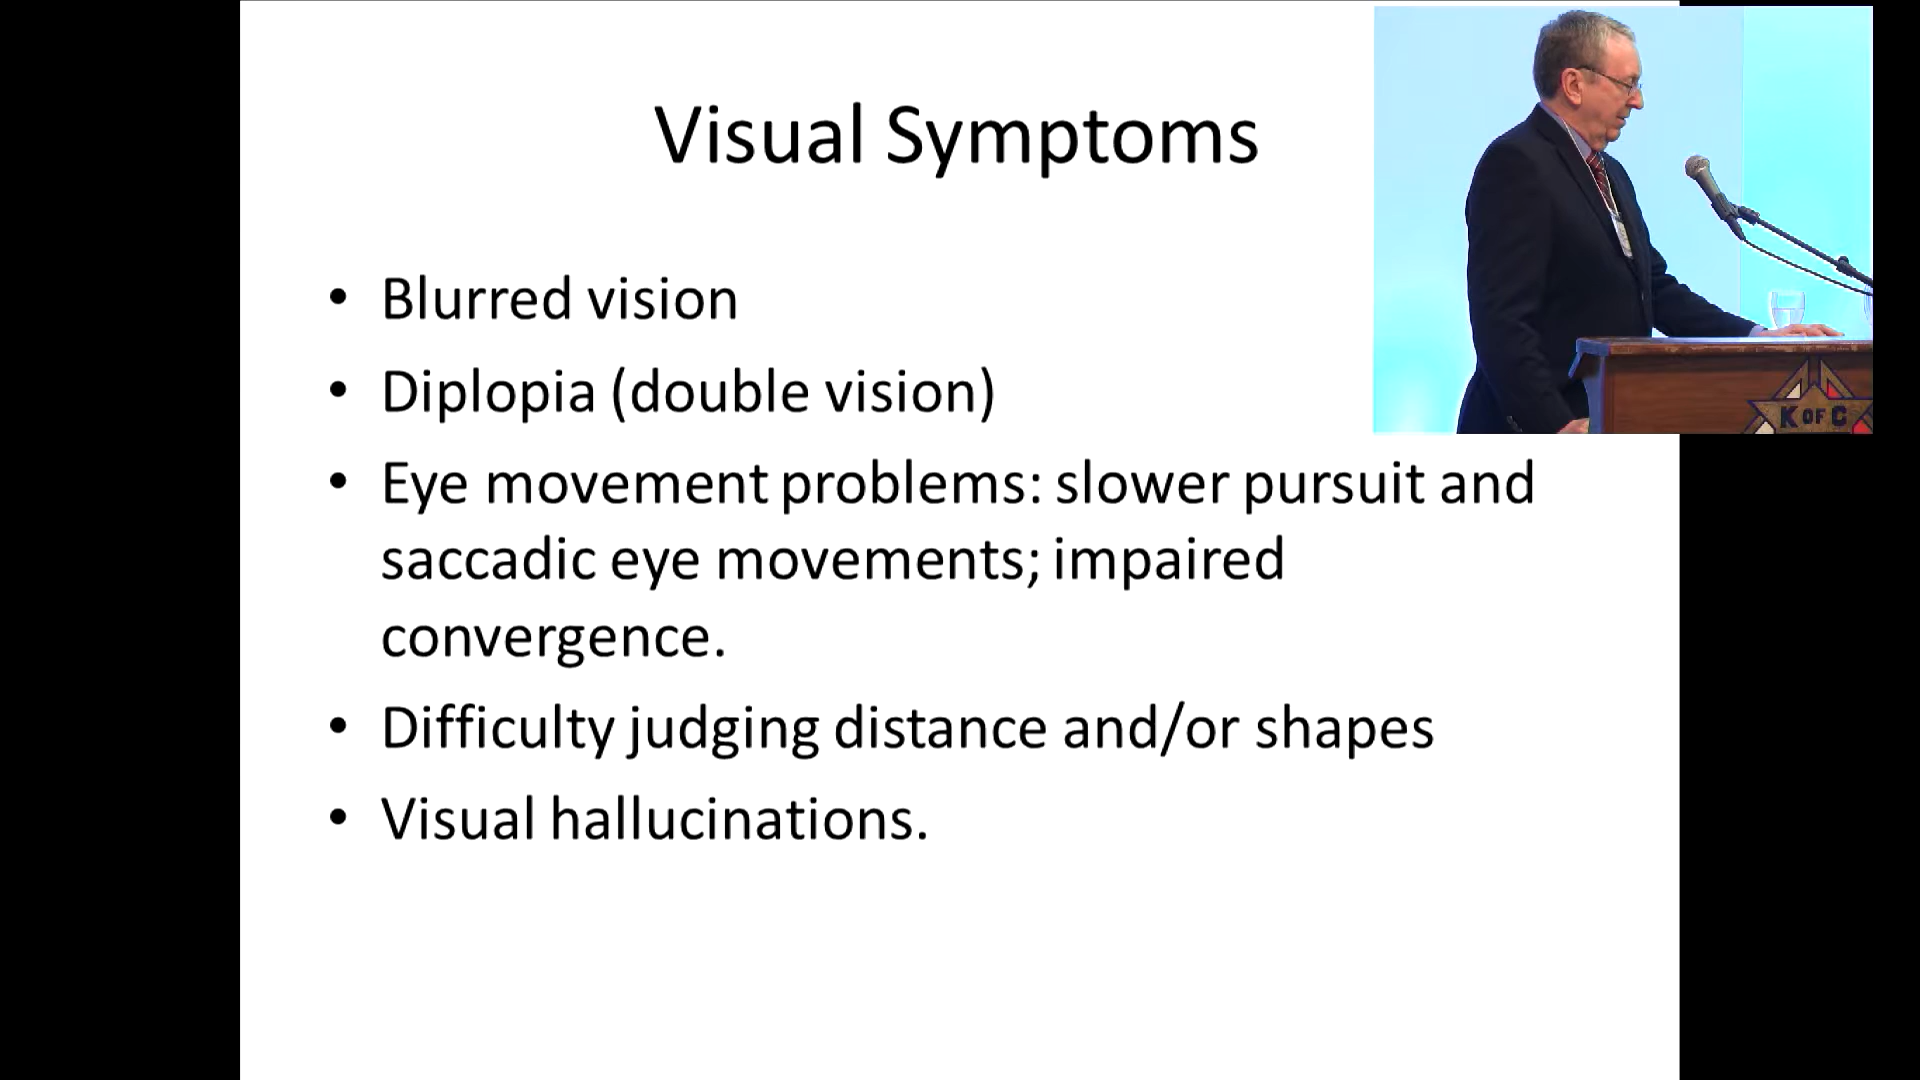 Visual Symptoms
• Blurred vision
• Diplopia (double vision)
• Eye movement problems: slower pursuit and
saccadic eye movements; impaired
convergence.
• Difficulty judging distance and/or shapes
• Visual hallucinations.
K OF C